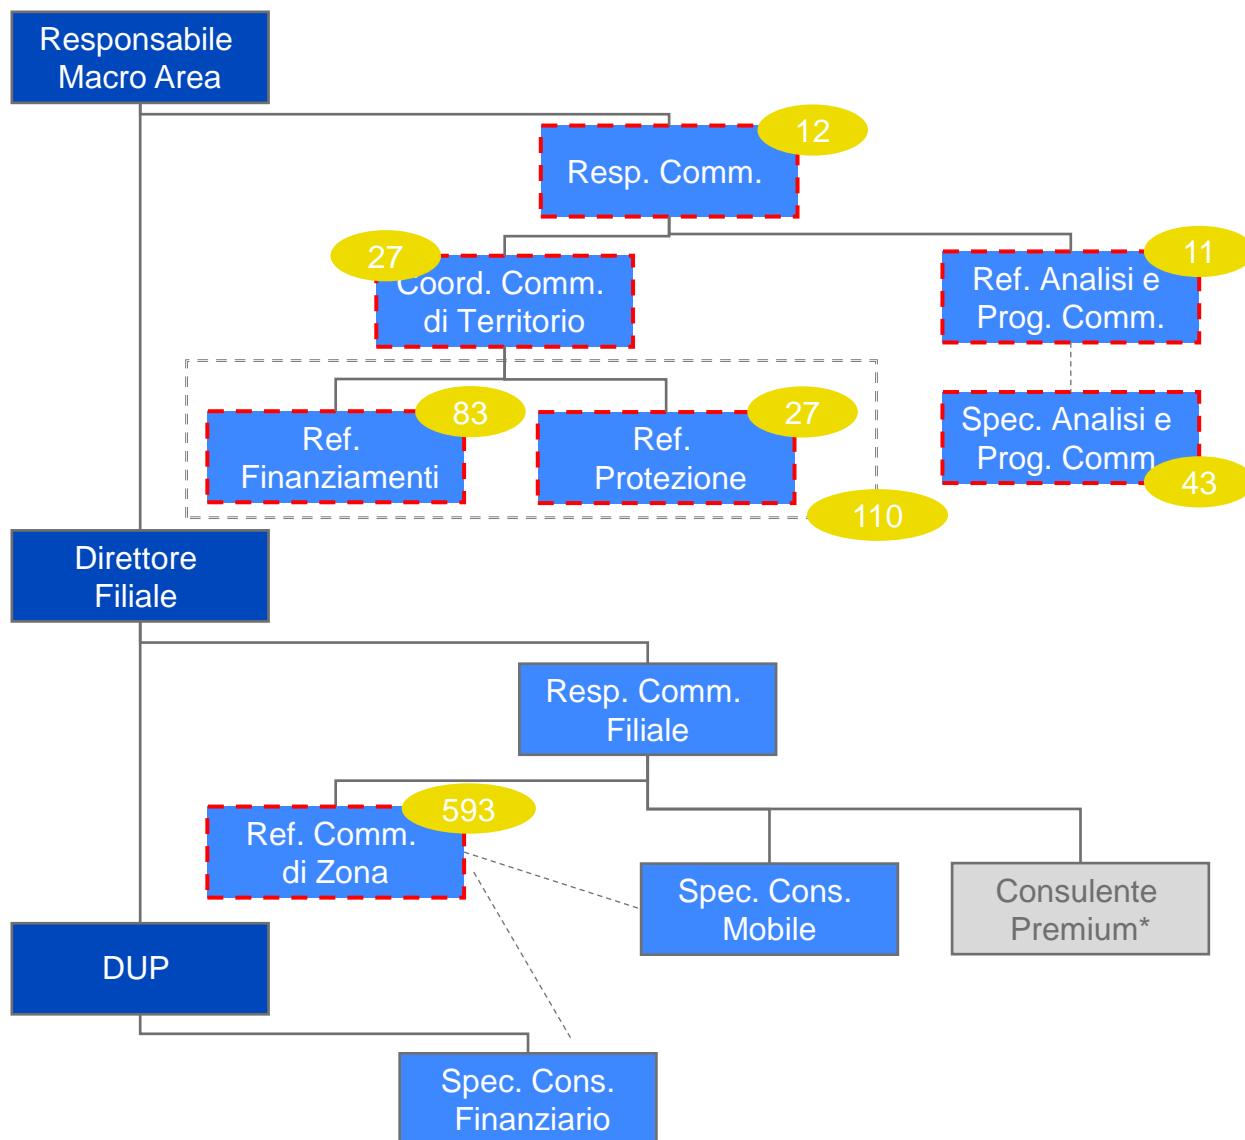 Responsabile
Macro Area
12
Resp. Comm.
27
Coord. Comm.
di Territorio
11
Ref. Analisi e
Prog. Comm.
83
Ref.
Finanziamenti
27
Ref.
Protezione
Spec. Analisi e
Prog. Comm.
43
110
Direttore
Filiale
Resp. Comm.
Filiale
593
Ref. Comm.
di Zona
Spec. Cons.
Mobile
Consulente
Premium*
DUP
Spec. Cons.
Finanziario